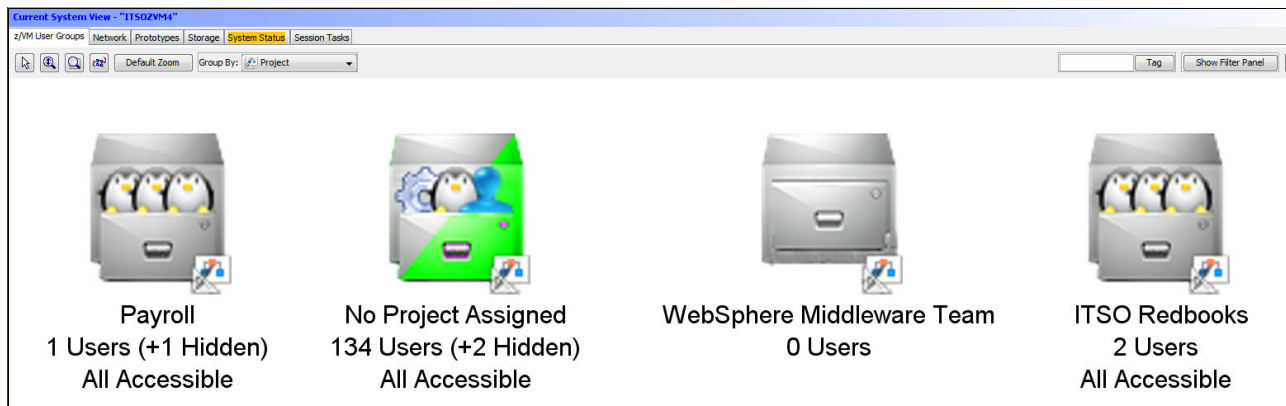 Current System View - "ITSOZVM4"
z/VM User Groups Network Prototypes Storage System Status Session Tasks
Default Zoom Group By: Project Tag Show Filter Panel
Payroll No Project Assigned WebSphere Middleware Team ITSO Redbooks
1 Users (+1 Hidden) 134 Users (+2 Hidden) 0 Users 2 Users
All Accessible All Accessible All Accessible